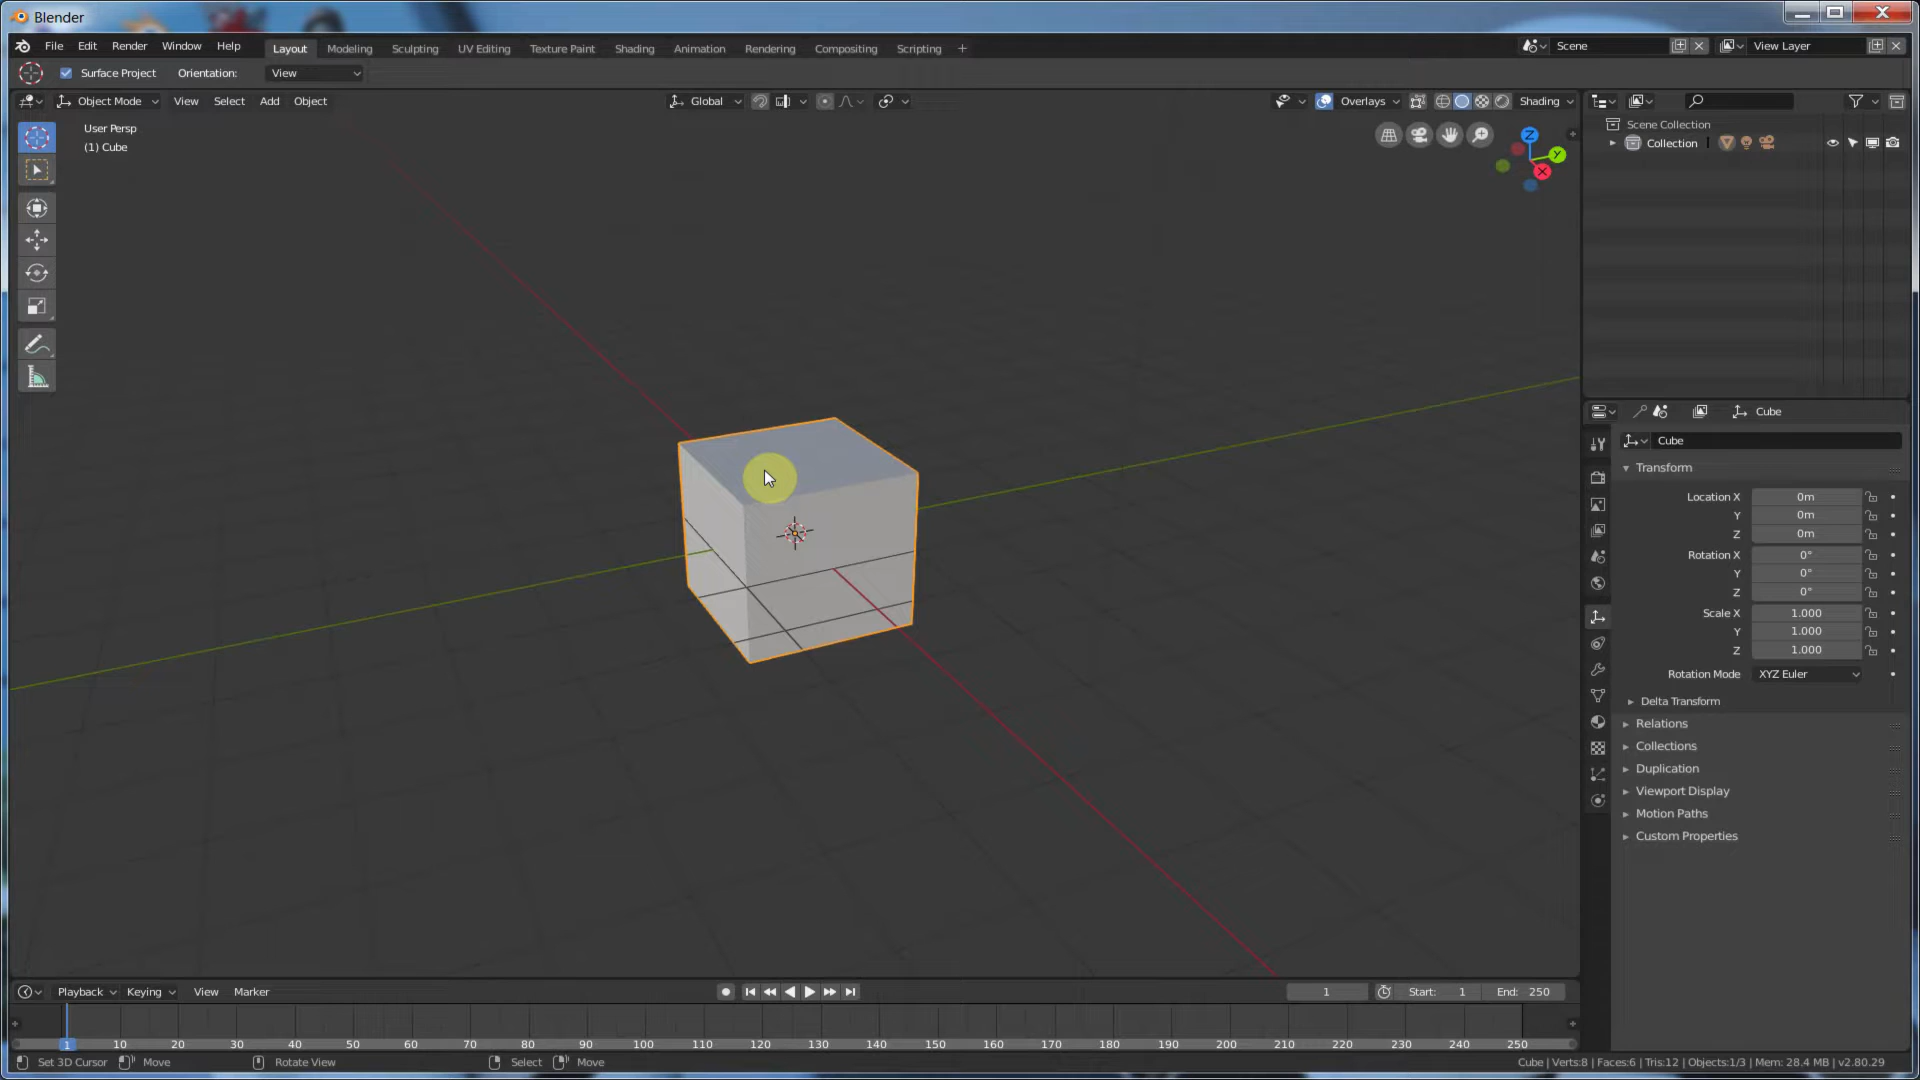 Blender
File Edit Render Window Help Layout Modeling Sculpting UV Editing Texture Paint Shading Animation Rendering Compositing Scripting + Scene View Layer
Surface Project Orientation: View
Object Mode View Select Add Object Global Overlays Shading
User Persp
(1) Cube
Z
Y
X
Scene Collection
Collection
Cube
Cube
Transform
Location X 0m
Y 0m
Z 0m
Rotation X 0°
Y 0°
Z 0°
Scale X 1.000
Y 1.000
Z 1.000
Rotation Mode XYZ Euler
Delta Transform
Relations
Collections
Duplication
Viewport Display
Motion Paths
Custom Properties
Playback Keying View Marker 1 Start: 1 End: 250
1 10 20 30 40 50 60 70 80 90 100 110 120 130 140 150 160 170 180 190 200 210 220 230 240 250
Set 3D Cursor Move Rotate View Select Move Cube | Verts:8 | Faces:6 | Tris:12 | Objects:1/3 | Mem: 28.4 MB | v2.80.29